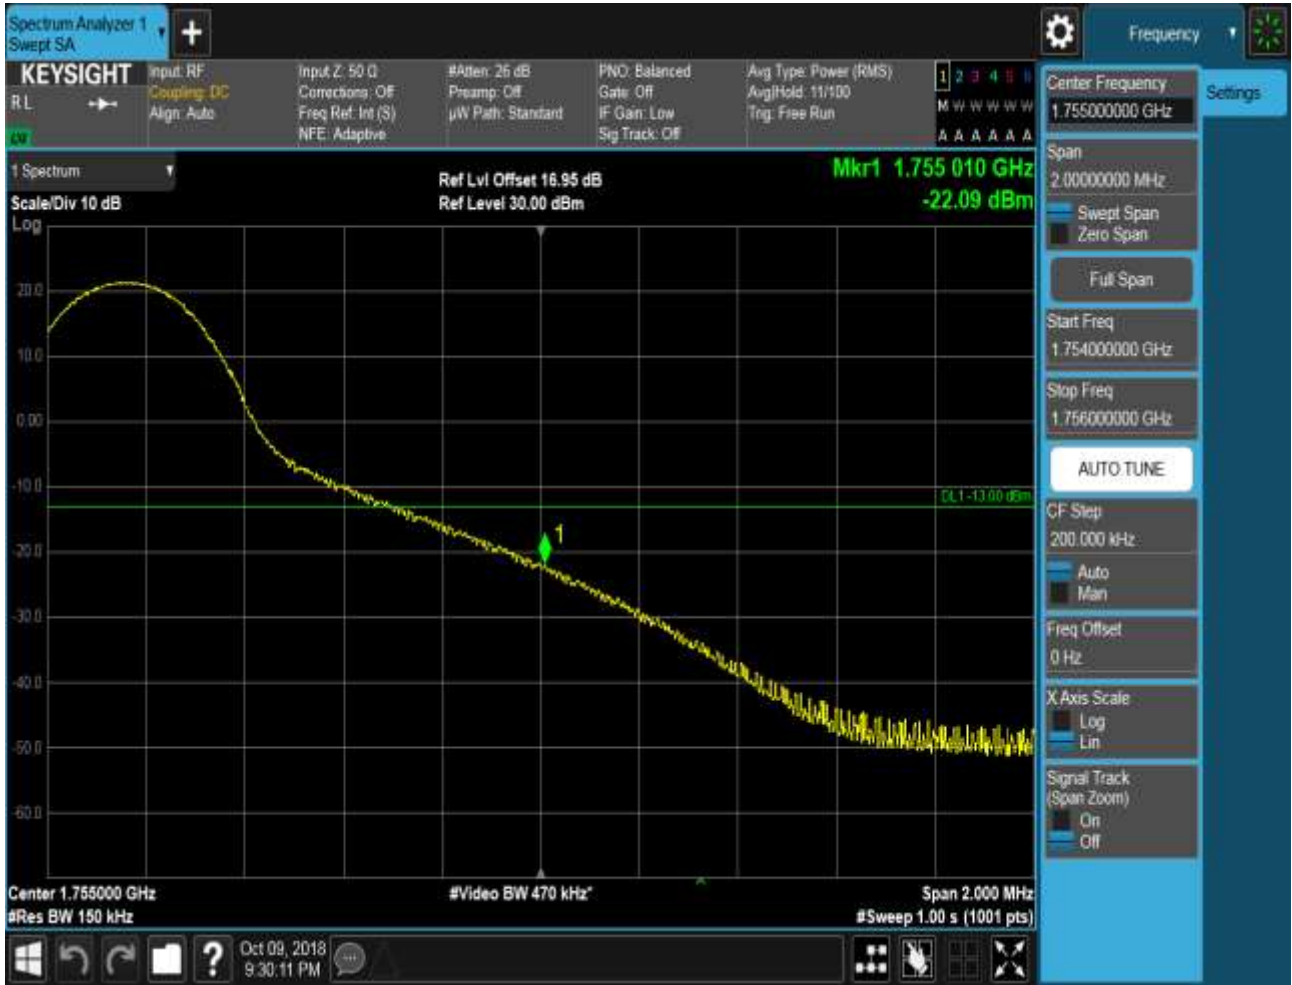 Spectrum Analyzer 1
Swept SA
+
Frequency
KEYSIGHT
R L
LW
Input: RF
Coupling: DC
Align: Auto
Input Z: 50 Ω
Corrections: Off
Freq Ref: Int (S)
NFE: Adaptive
#Atten: 26 dB
Preamp: Off
µW Path: Standard
PNO: Balanced
Gate: Off
IF Gain: Low
Sig Track: Off
Avg Type: Power (RMS)
Avg|Hold: 11/100
Trig: Free Run
1 2 3 4 5 6
M W W W W W
A A A A A A
1 Spectrum
Scale/Div 10 dB
Log
Ref Lvl Offset 16.95 dB
Ref Level 30.00 dBm
Mkr1 1.755 010 GHz
-22.09 dBm
20.0
10.0
0.00
-10.0
-20.0
-30.0
-40.0
-50.0
-60.0
DL1 -13.00 dBm
1
Center 1.755000 GHz
#Res BW 150 kHz
#Video BW 470 kHz*
Span 2.000 MHz
#Sweep 1.00 s (1001 pts)
Center Frequency
1.755000000 GHz
Settings
Span
2.00000000 MHz
Swept Span
Zero Span
Full Span
Start Freq
1.754000000 GHz
Stop Freq
1.756000000 GHz
AUTO TUNE
CF Step
200.000 kHz
Auto
Man
Freq Offset
0 Hz
X Axis Scale
Log
Lin
Signal Track
(Span Zoom)
On
Off
?
Oct 09, 2018
9:30:11 PM